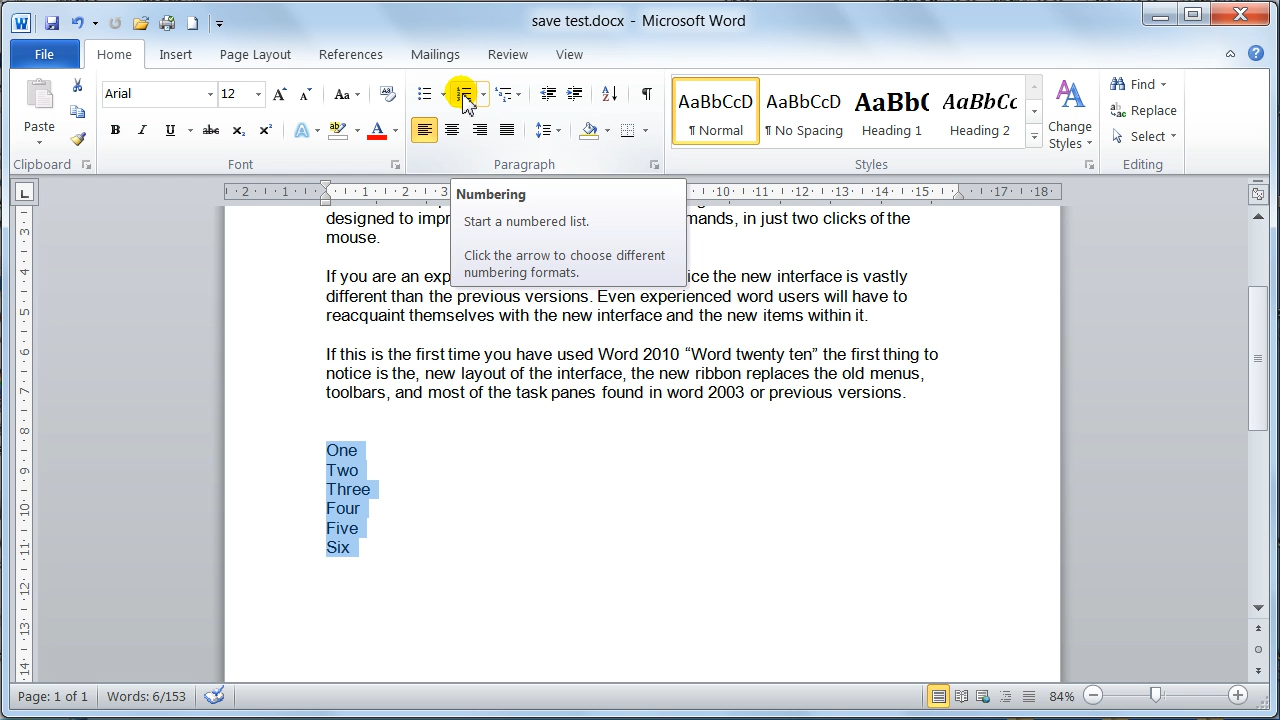 save test.docx - Microsoft Word
File Home Insert Page Layout References Mailings Review View
Paste
Clipboard
Arial 12
Font
Paragraph
AaBbCcD AaBbCcD AaBb( AaBbCc
¶ Normal ¶ No Spacing Heading 1 Heading 2
Change
Styles
Styles
Find
Replace
Select
Editing
Numbering
Start a numbered list.
Click the arrow to choose different
numbering formats.
designed to impr mands, in just two clicks of the
mouse.
If you are an exp ice the new interface is vastly
different than the previous versions. Even experienced word users will have to
reacquaint themselves with the new interface and the new items within it.
If this is the first time you have used Word 2010 “Word twenty ten” the first thing to
notice is the, new layout of the interface, the new ribbon replaces the old menus,
toolbars, and most of the task panes found in word 2003 or previous versions.
One
Two
Three
Four
Five
Six
Page: 1 of 1 Words: 6/153 84%